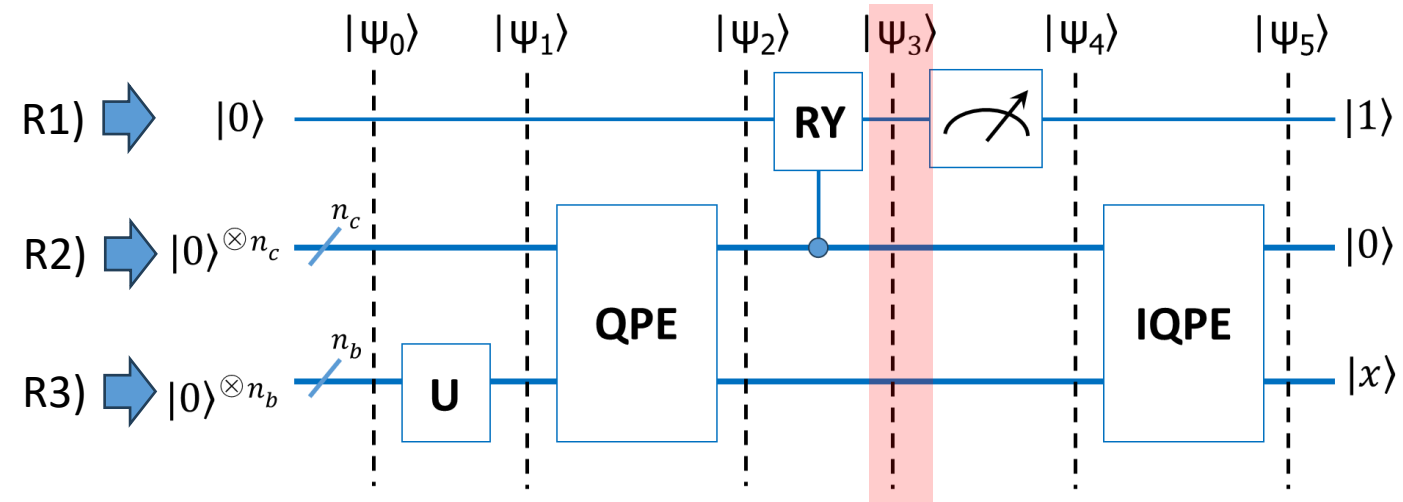 |Ψ₀⟩ |Ψ₁⟩ |Ψ₂⟩ |Ψ₃⟩ |Ψ₄⟩ |Ψ₅⟩
R1) |0⟩ RY |1⟩
R2) |0⟩^{⊗n_c} n_c |0⟩
QPE IQPE
R3) |0⟩^{⊗n_b} n_b U |x⟩